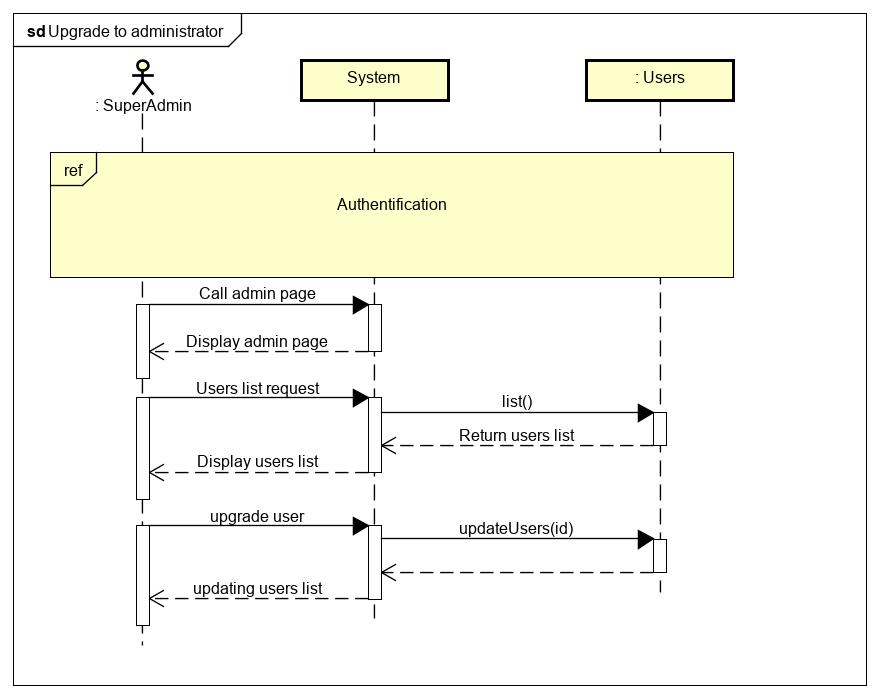 sd Upgrade to administrator
System
: Users
: SuperAdmin
ref
Authentification
Call admin page
Display admin page
Users list request
list()
Return users list
Display users list
upgrade user
updateUsers(id)
updating users list